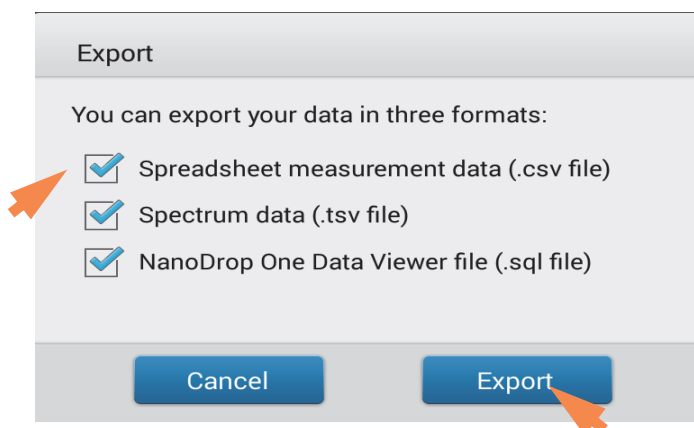 Export
You can export your data in three formats:
Spreadsheet measurement data (.csv file)
Spectrum data (.tsv file)
NanoDrop One Data Viewer file (.sql file)
Cancel Export